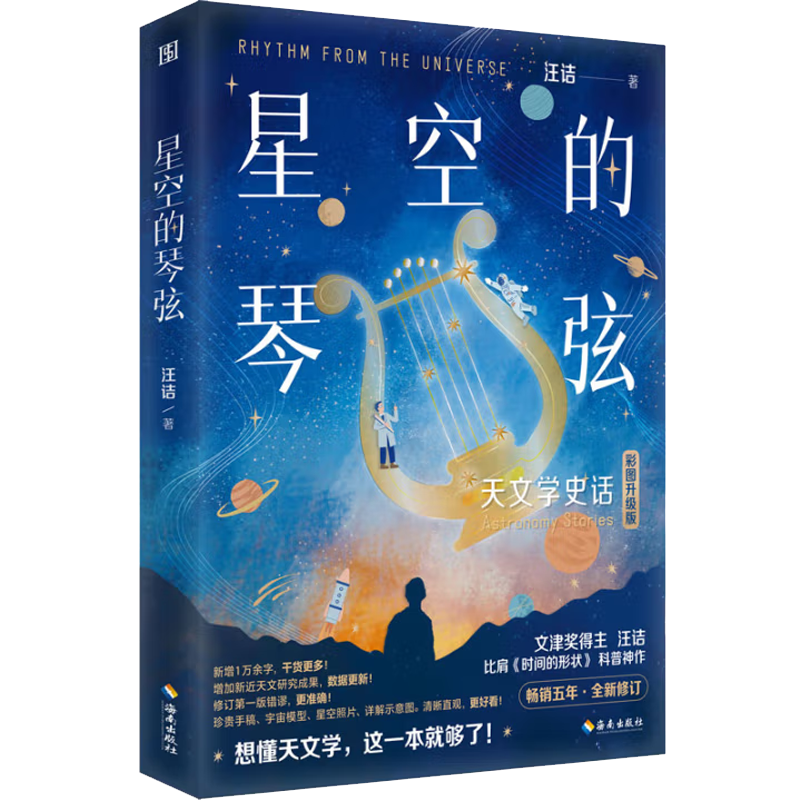 星空的琴弦
汪诘/著
海南出版社
RHYTHM FROM THE UNIVERSE
汪诘 著
星空的
琴弦
天文学史话
Astronomy Stories
彩图升级版
文津奖得主 汪诘
比肩《时间的形状》科普神作
畅销五年·全新修订
新增1万余字，干货更多！
增加新近天文研究成果，数据更新！
修订第一版错谬，更准确！
珍贵手稿、宇宙模型、星空照片、详解示意图。清晰直观，更好看！
想懂天文学，这一本就够了！
海南出版社